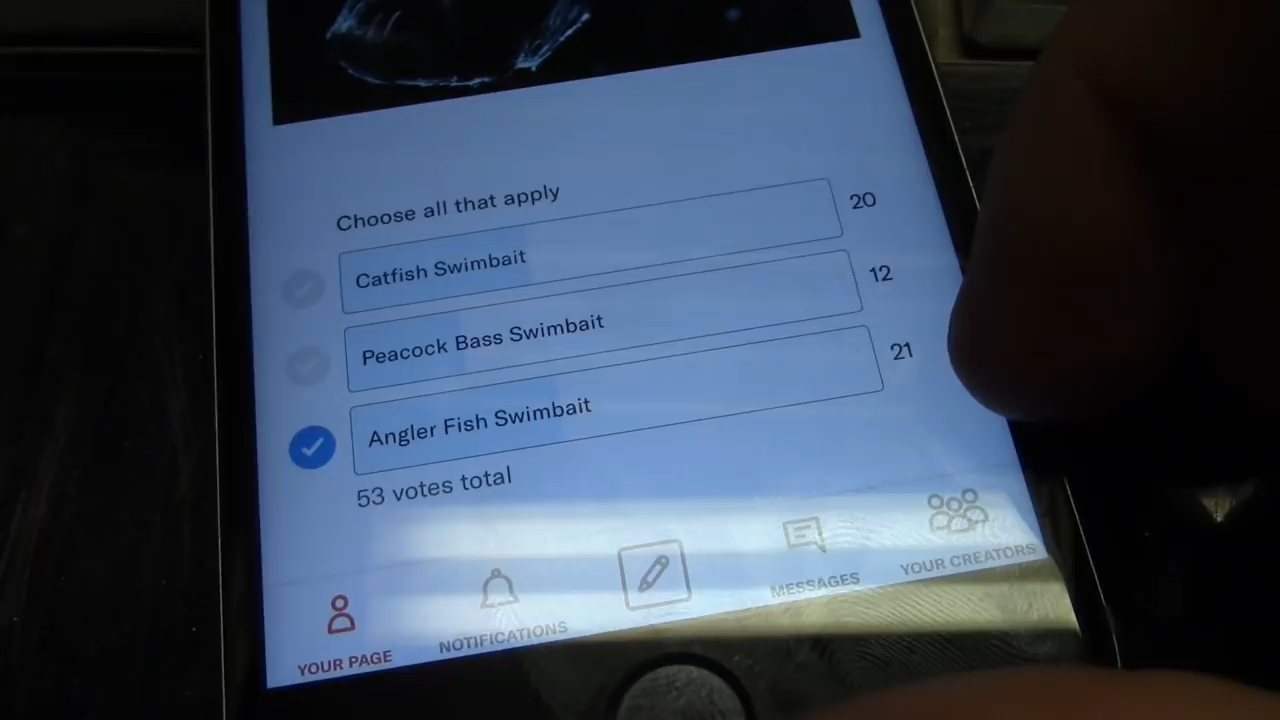 Choose all that apply
Catfish Swimbait 20
Peacock Bass Swimbait 12
Angler Fish Swimbait 21
53 votes total
YOUR PAGE
NOTIFICATIONS
MESSAGES
YOUR CREATORS